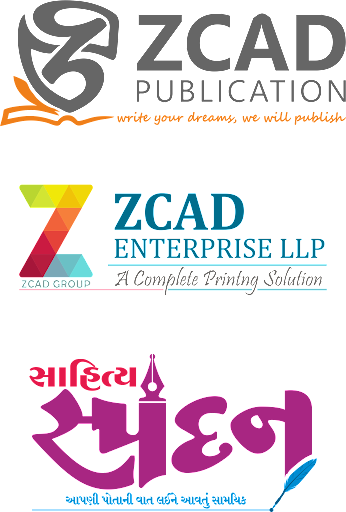 ZCAD
PUBLICATION
write your dreams, we will publish
ZCAD
ENTERPRISE LLP
ZCAD GROUP
A Complete Printng Solution
સાહિત્ય
સ્પંદન
આપણી પોતાની વાત લઈને આવતું સામયિક